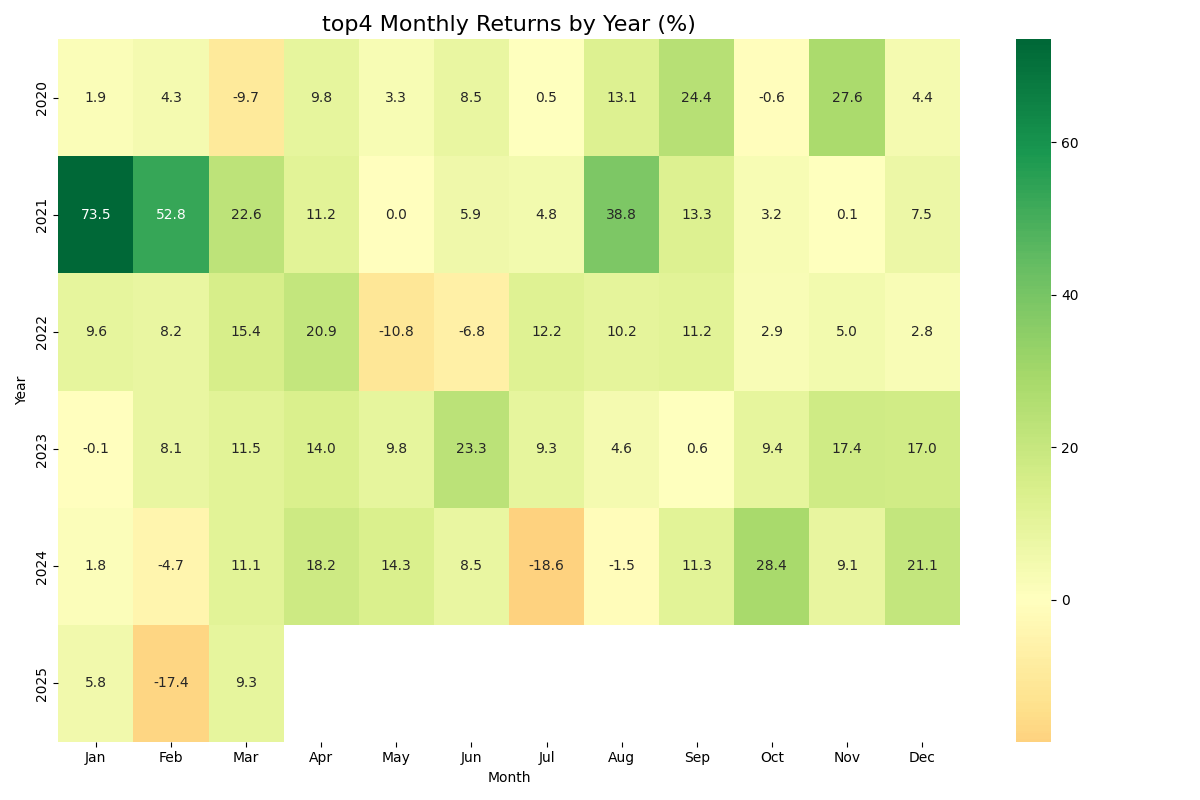 top4 Monthly Returns by Year (%)
2020 1.9 4.3 -9.7 9.8 3.3 8.5 0.5 13.1 24.4 -0.6 27.6 4.4
2021 73.5 52.8 22.6 11.2 0.0 5.9 4.8 38.8 13.3 3.2 0.1 7.5
2022 9.6 8.2 15.4 20.9 -10.8 -6.8 12.2 10.2 11.2 2.9 5.0 2.8
2023 -0.1 8.1 11.5 14.0 9.8 23.3 9.3 4.6 0.6 9.4 17.4 17.0
2024 1.8 -4.7 11.1 18.2 14.3 8.5 -18.6 -1.5 11.3 28.4 9.1 21.1
2025 5.8 -17.4 9.3
Year
Jan Feb Mar Apr May Jun Jul Aug Sep Oct Nov Dec
Month
60
40
20
0